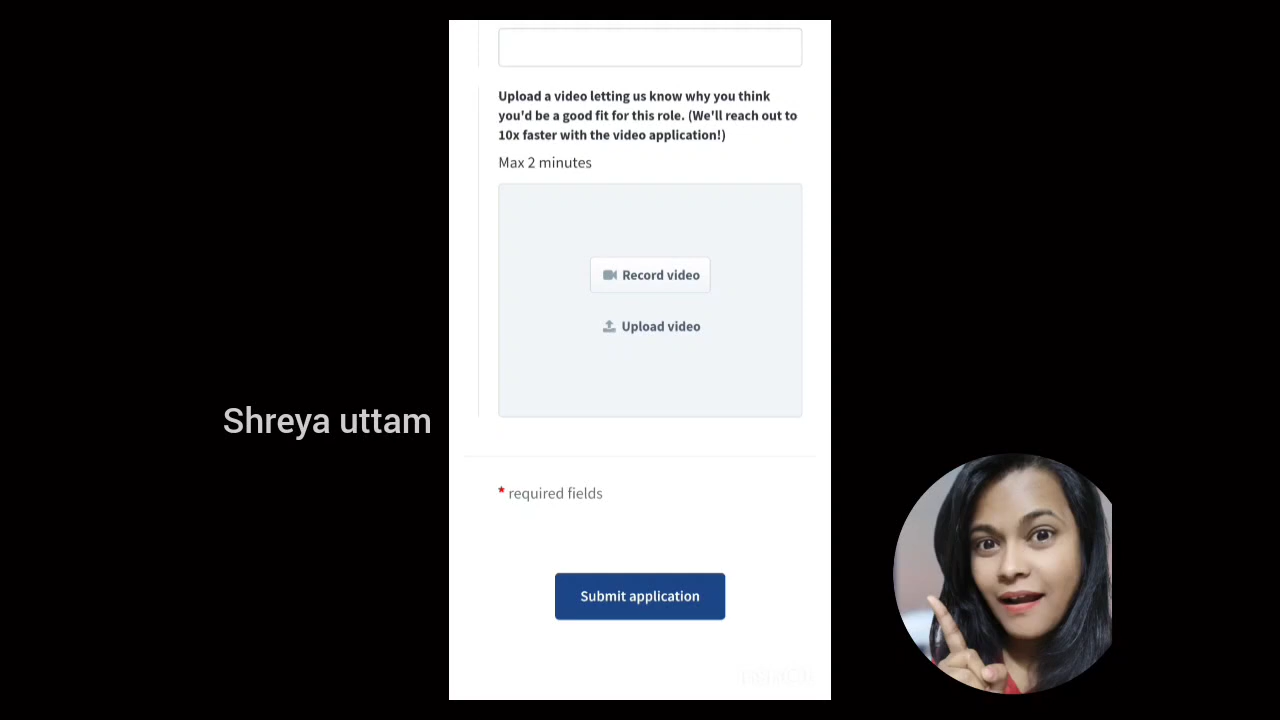 Upload a video letting us know why you think
you'd be a good fit for this role. (We'll reach out to
10x faster with the video application!)
Max 2 minutes
Record video
Upload video
Shreya uttam
* required fields
Submit application